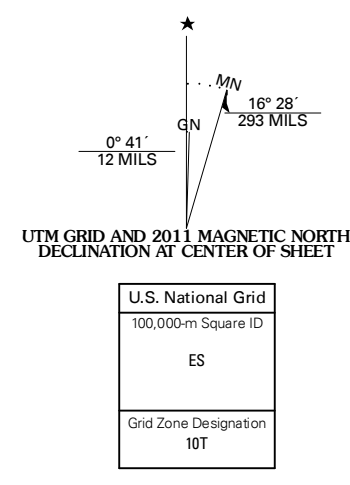 MN
16° 28´
293 MILS
GN
0° 41´
12 MILS
UTM GRID AND 2011 MAGNETIC NORTH
DECLINATION AT CENTER OF SHEET
U.S. National Grid
100,000-m Square ID
ES
Grid Zone Designation
10T